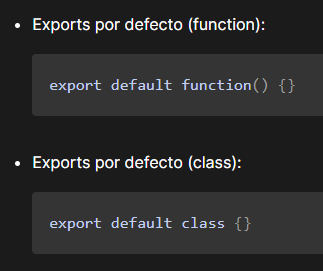 Exports por defecto (function):
export default function() {}
Exports por defecto (class):
export default class {}